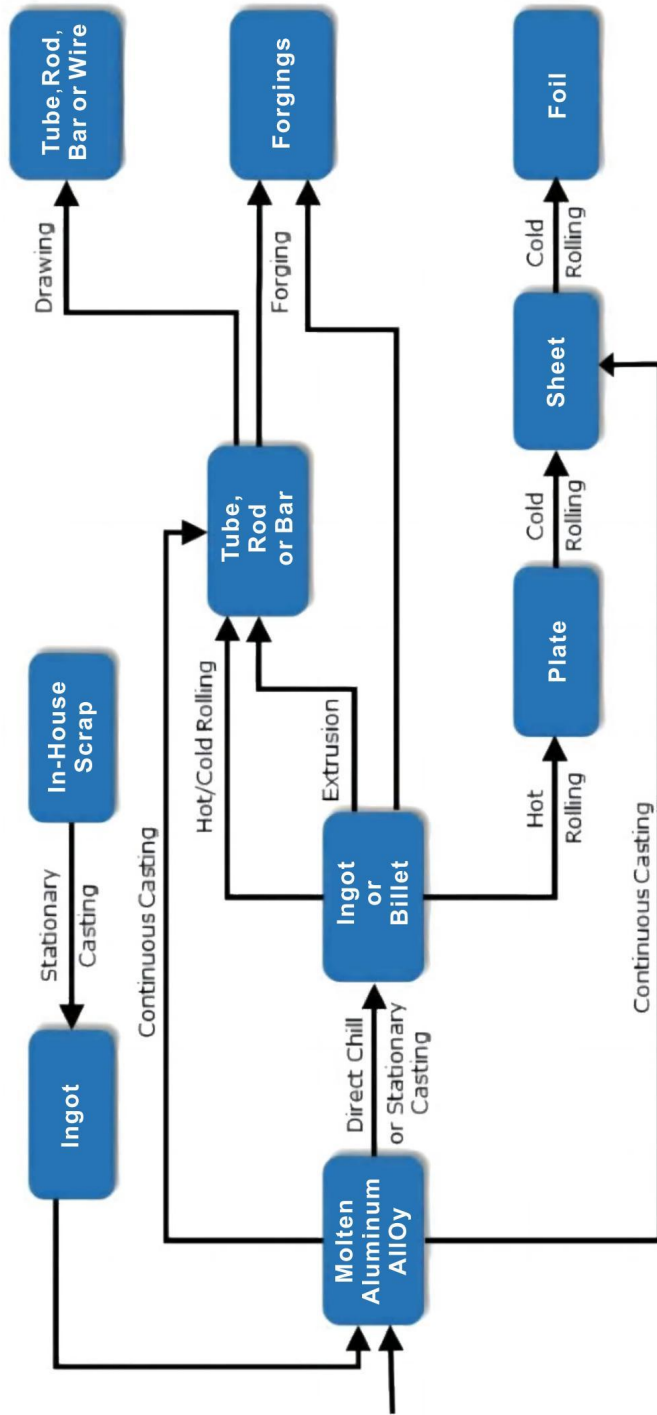 In-House
Scrap
Stationary
Casting
Ingot
Continuous Casting
Molten
Aluminum
AllOy
Direct Chill
or Stationary
Casting
Ingot
or
Billet
Hot/Cold Rolling
Extrusion
Tube,
Rod
or Bar
Drawing
Tube, Rod,
Bar or Wire
Forging
Forgings
Hot
Rolling
Plate
Cold
Rolling
Sheet
Cold
Rolling
Foil
Continuous Casting